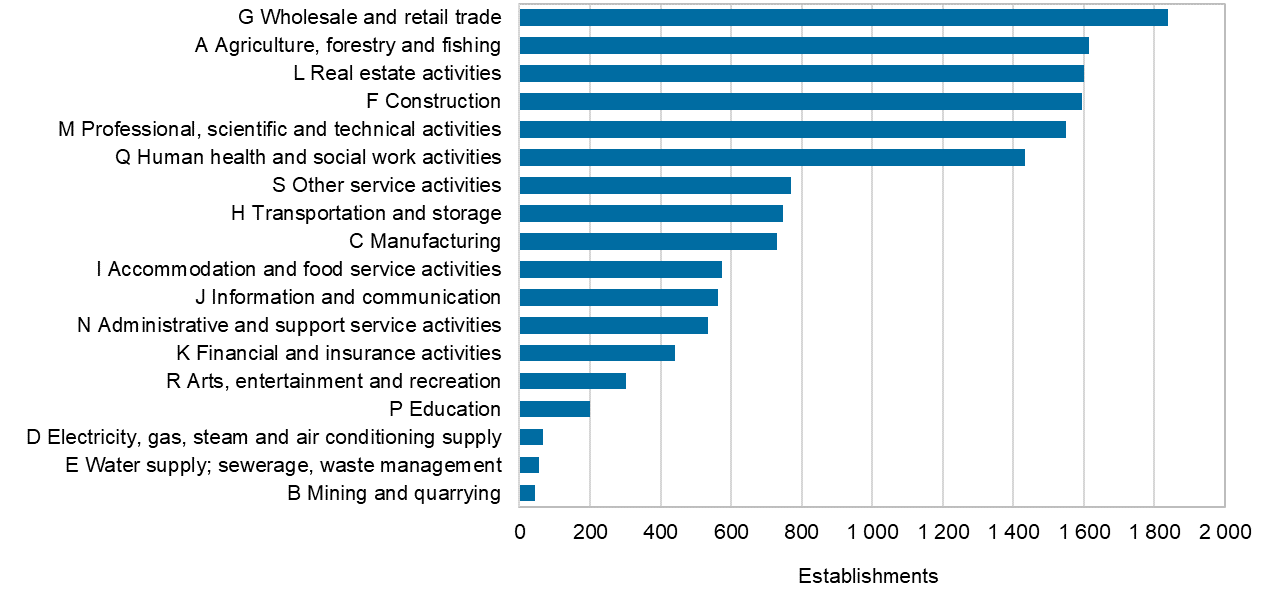 G Wholesale and retail trade
A Agriculture, forestry and fishing
L Real estate activities
F Construction
M Professional, scientific and technical activities
Q Human health and social work activities
S Other service activities
H Transportation and storage
C Manufacturing
I Accommodation and food service activities
J Information and communication
N Administrative and support service activities
K Financial and insurance activities
R Arts, entertainment and recreation
P Education
D Electricity, gas, steam and air conditioning supply
E Water supply; sewerage, waste management
B Mining and quarrying
0 200 400 600 800 1 000 1 200 1 400 1 600 1 800 2 000
Establishments